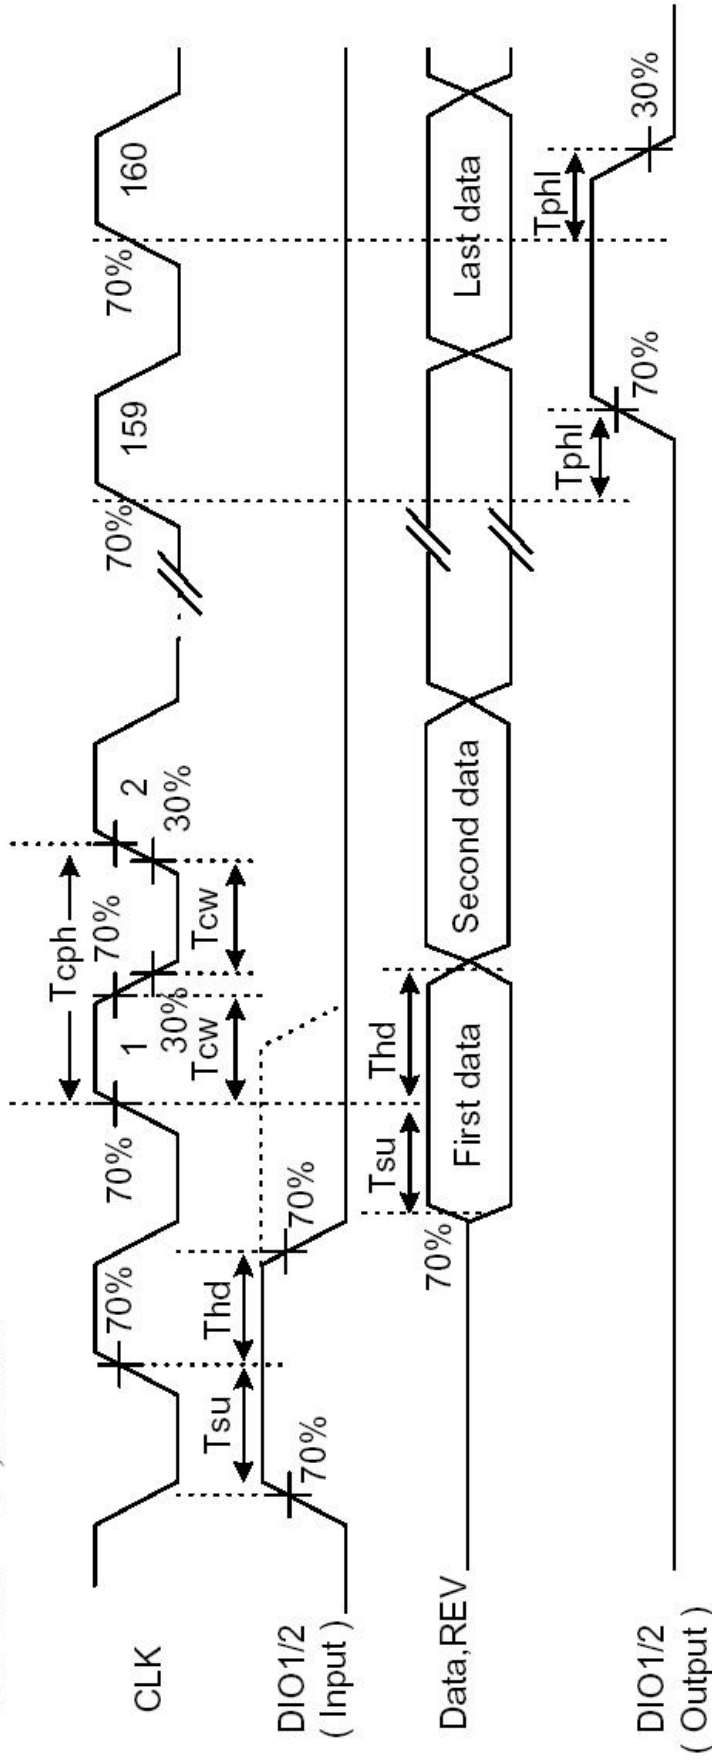 CLK
70%
70%
Tcph
1
70%
2
30%
30%
Tcw
Tcw
70%
159
70%
160
DIO1/2
( Input )
Tsu
Thd
70%
70%
Data,REV
70%
Tsu
Thd
First data
Second data
Last data
DIO1/2
( Output )
Tphl
70%
Tphl
30%